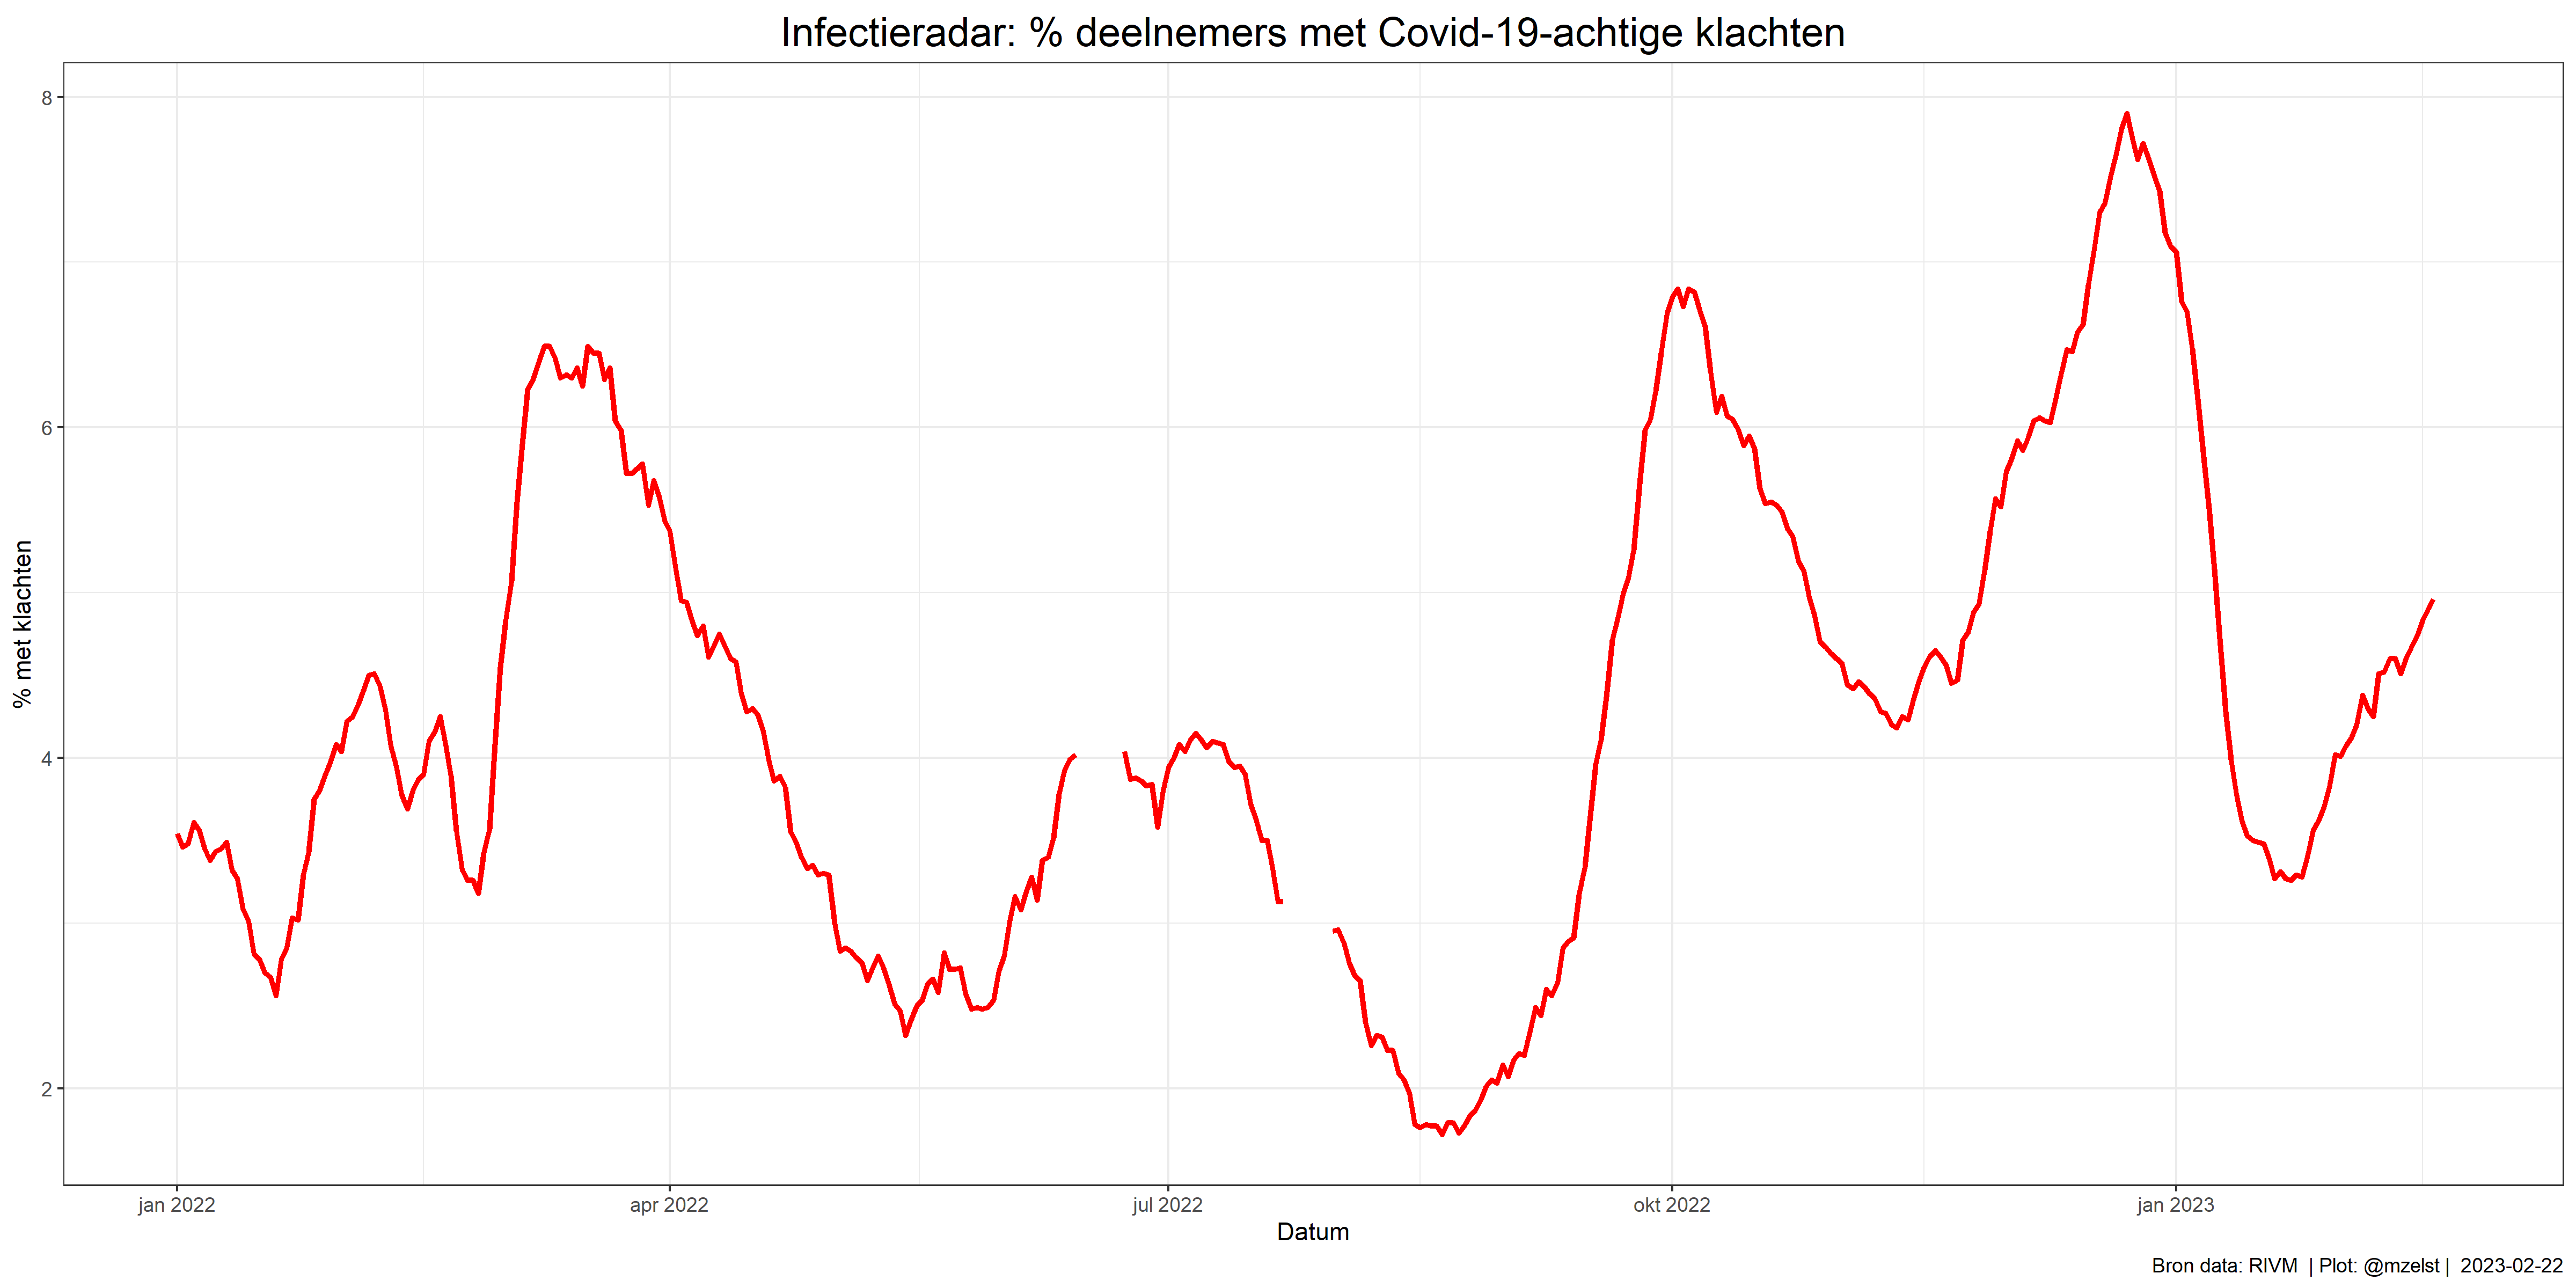 Infectieradar: % deelnemers met Covid-19-achtige klachten
% met klachten
8
6
4
2
jan 2022 apr 2022 jul 2022 okt 2022 jan 2023
Datum
Bron data: RIVM | Plot: @mzelst | 2023-02-22